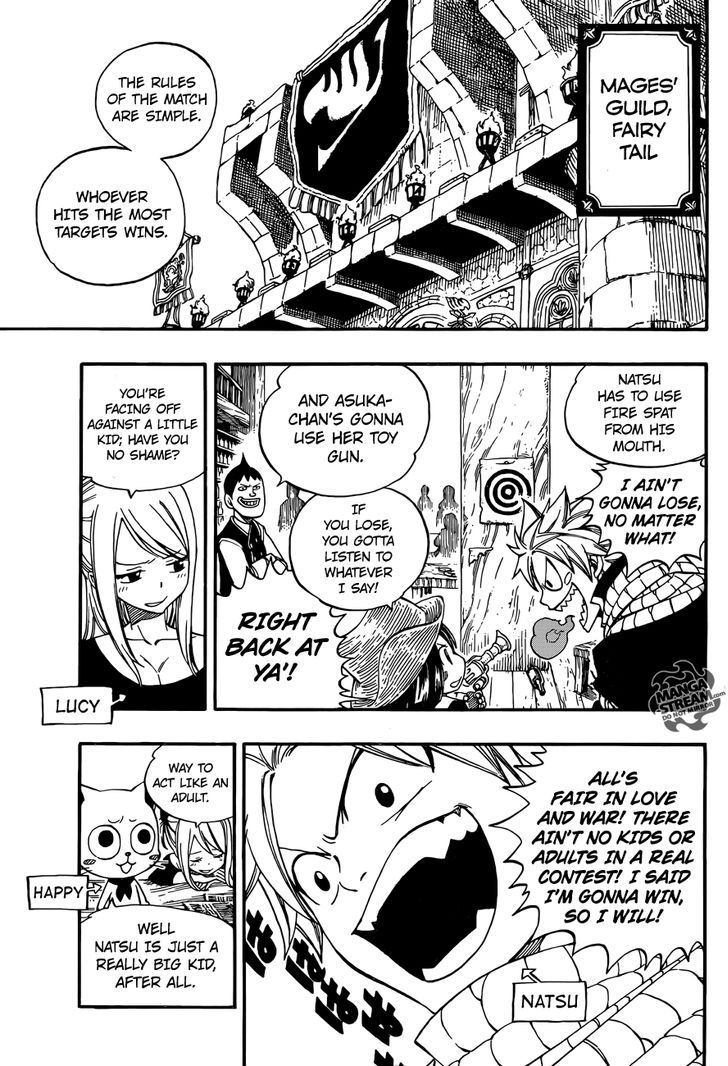 MAGES'
GUILD,
FAIRY
TAIL
THE RULES
OF THE MATCH
ARE SIMPLE.
WHOEVER
HITS THE MOST
TARGETS WINS.
NATSU
HAS TO USE
FIRE SPAT
FROM HIS
MOUTH.
I AIN'T
GONNA LOSE,
NO MATTER
WHAT!
AND ASUKA-
CHAN'S GONNA
USE HER TOY
GUN.
IF
YOU LOSE,
YOU GOTTA
LISTEN TO
WHATEVER
I SAY!
RIGHT
BACK AT
YA'!
YOU'RE
FACING OFF
AGAINST A LITTLE
KID; HAVE YOU
NO SHAME?
LUCY
MANGA
STREAM.COM
DO NOT MIRROR
ALL'S
FAIR IN LOVE
AND WAR! THERE
AIN'T NO KIDS OR
ADULTS IN A REAL
CONTEST! I SAID
I'M GONNA WIN,
SO I WILL!
NATSU
WAY TO
ACT LIKE AN
ADULT.
HAPPY
WELL
NATSU IS JUST A
REALLY BIG KID,
AFTER ALL.